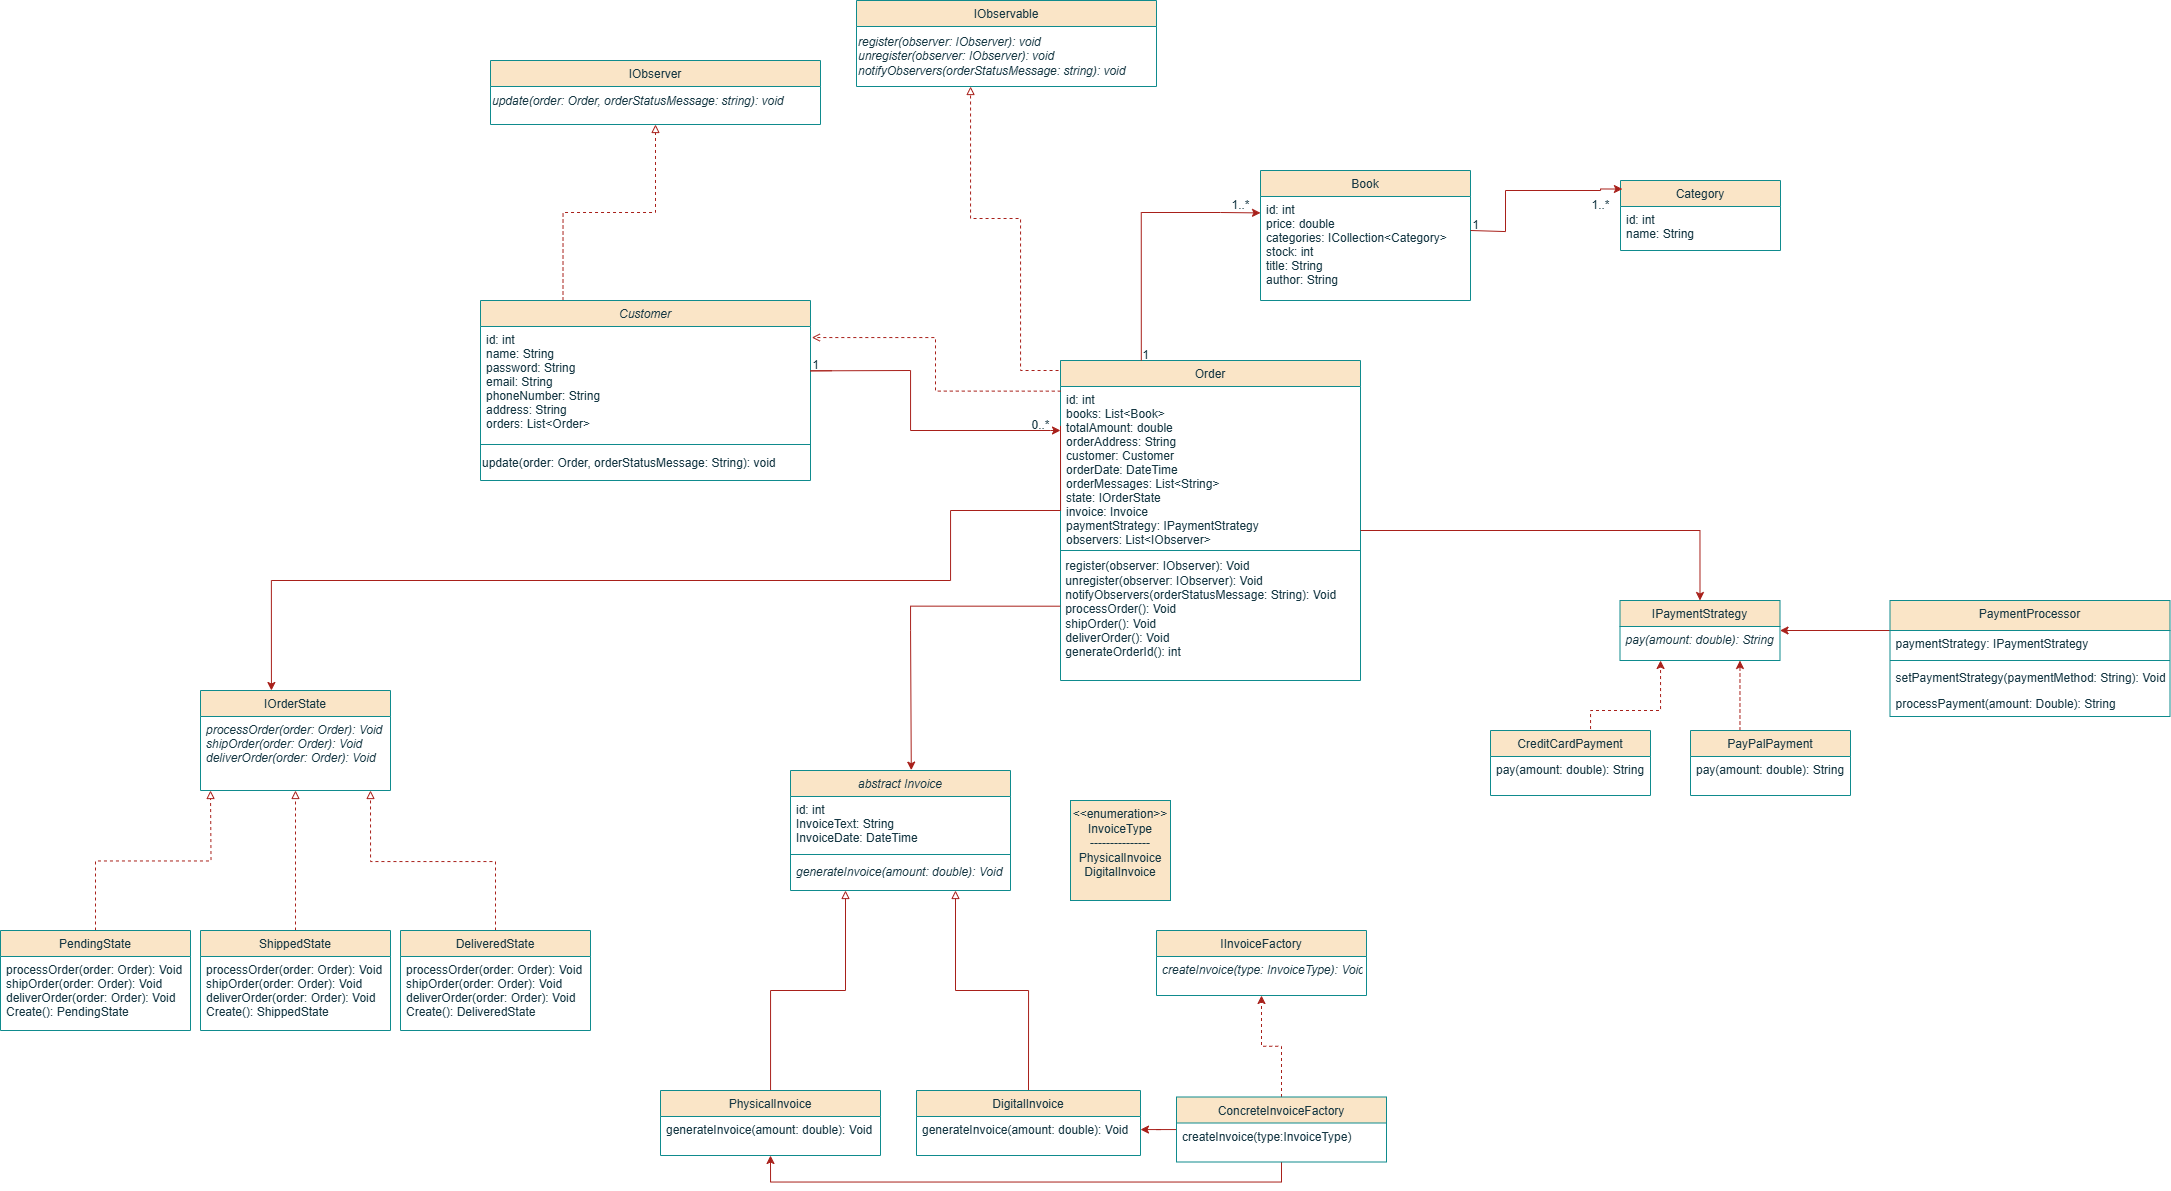 IObservable
register(observer: IObserver): void
unregister(observer: IObserver): void
notifyObservers(orderStatusMessage: string): void
IObserver
update(order: Order, orderStatusMessage: string): void
Book
id: int
price: double
categories: ICollection<Category>
stock: int
title: String
author: String
1..*
1
1..*
Category
id: int
name: String
Customer
id: int
name: String
password: String
email: String
phoneNumber: String
address: String
orders: List<Order>
update(order: Order, orderStatusMessage: String): void
1
0..*
1
Order
id: int
books: List<Book>
totalAmount: double
orderAddress: String
customer: Customer
orderDate: DateTime
orderMessages: List<String>
state: IOrderState
invoice: Invoice
paymentStrategy: IPaymentStrategy
observers: List<IObserver>
register(observer: IObserver): Void
unregister(observer: IObserver): Void
notifyObservers(orderStatusMessage: String): Void
processOrder(): Void
shipOrder(): Void
deliverOrder(): Void
generateOrderId(): int
IPaymentStrategy
pay(amount: double): String
PaymentProcessor
paymentStrategy: IPaymentStrategy
setPaymentStrategy(paymentMethod: String): Void
processPayment(amount: Double): String
CreditCardPayment
pay(amount: double): String
PayPalPayment
pay(amount: double): String
IOrderState
processOrder(order: Order): Void
shipOrder(order: Order): Void
deliverOrder(order: Order): Void
abstract Invoice
id: int
InvoiceText: String
InvoiceDate: DateTime
generateInvoice(amount: double): Void
<<enumeration>>
InvoiceType
---------------
PhysicalInvoice
DigitalInvoice
PendingState
processOrder(order: Order): Void
shipOrder(order: Order): Void
deliverOrder(order: Order): Void
Create(): PendingState
ShippedState
processOrder(order: Order): Void
shipOrder(order: Order): Void
deliverOrder(order: Order): Void
Create(): ShippedState
DeliveredState
processOrder(order: Order): Void
shipOrder(order: Order): Void
deliverOrder(order: Order): Void
Create(): DeliveredState
IInvoiceFactory
createInvoice(type: InvoiceType): Voic
PhysicalInvoice
generateInvoice(amount: double): Void
DigitalInvoice
generateInvoice(amount: double): Void
ConcreteInvoiceFactory
createInvoice(type:InvoiceType)